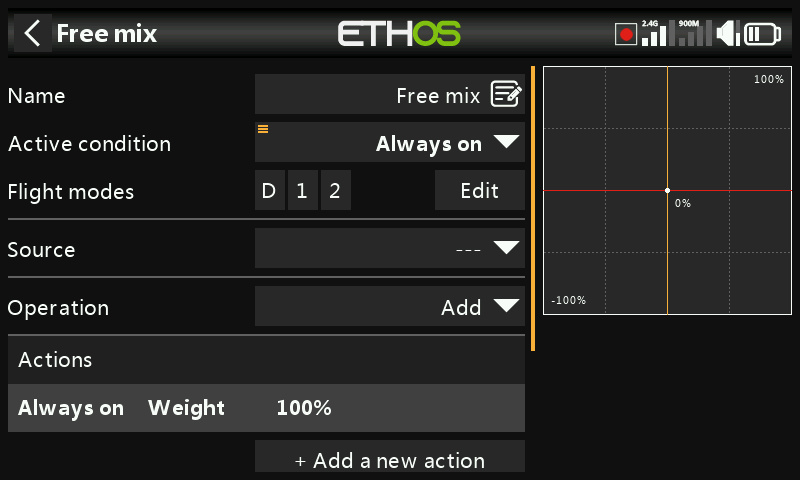 Free mix
ETHOS
2.4G
900M
Name
Free mix
Active condition
Always on
Flight modes
D 1 2
Edit
Source
---
Operation
Add
Actions
Always on Weight 100%
+ Add a new action
100%
0%
-100%